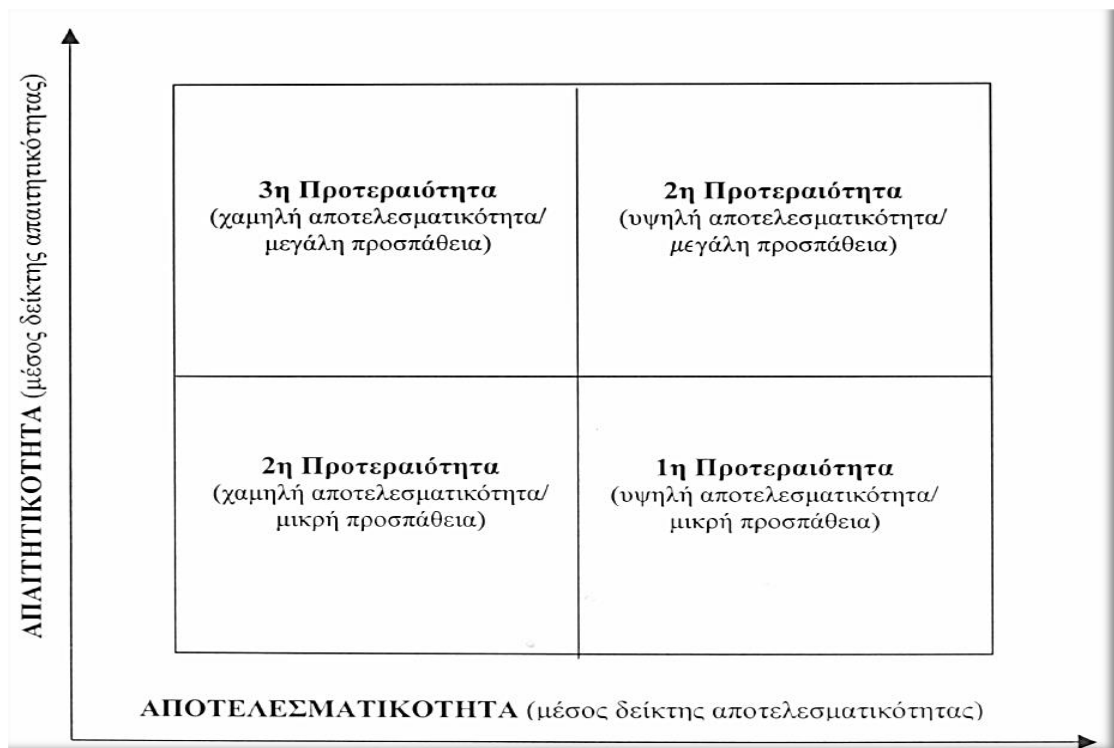 ΑΠΑΙΤΗΤΙΚΟΤΗΤΑ (μέσος δείκτης απαιτητικότητας)
3η Προτεραιότητα
(χαμηλή αποτελεσματικότητα/
μεγάλη προσπάθεια)
2η Προτεραιότητα
(υψηλή αποτελεσματικότητα/
μεγάλη προσπάθεια)
2η Προτεραιότητα
(χαμηλή αποτελεσματικότητα/
μικρή προσπάθεια)
1η Προτεραιότητα
(υψηλή αποτελεσματικότητα/
μικρή προσπάθεια)
ΑΠΟΤΕΛΕΣΜΑΤΙΚΟΤΗΤΑ (μέσος δείκτης αποτελεσματικότητας)